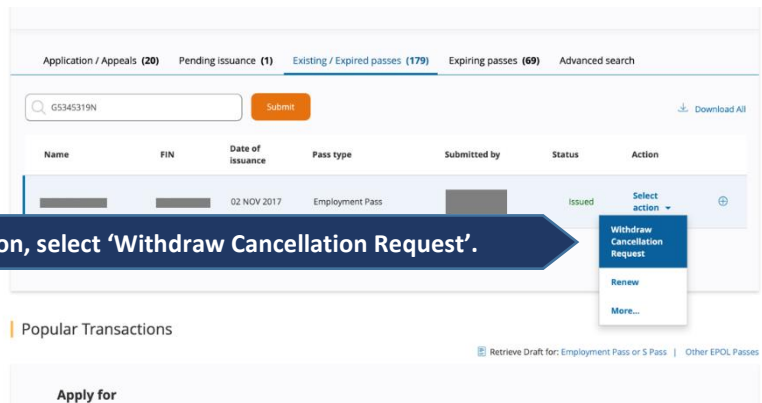 Application / Appeals (20) Pending issuance (1) Existing / Expired passes (179) Expiring passes (69) Advanced search
G5345319N Submit Download All
Name FIN Date of issuance Pass type Submitted by Status Action
02 NOV 2017 Employment Pass Issued Select action
on, select ‘Withdraw Cancellation Request’.
Withdraw
Cancellation
Request
Renew
More...
Popular Transactions
Retrieve Draft for: Employment Pass or S Pass | Other EPOL Passes
Apply for